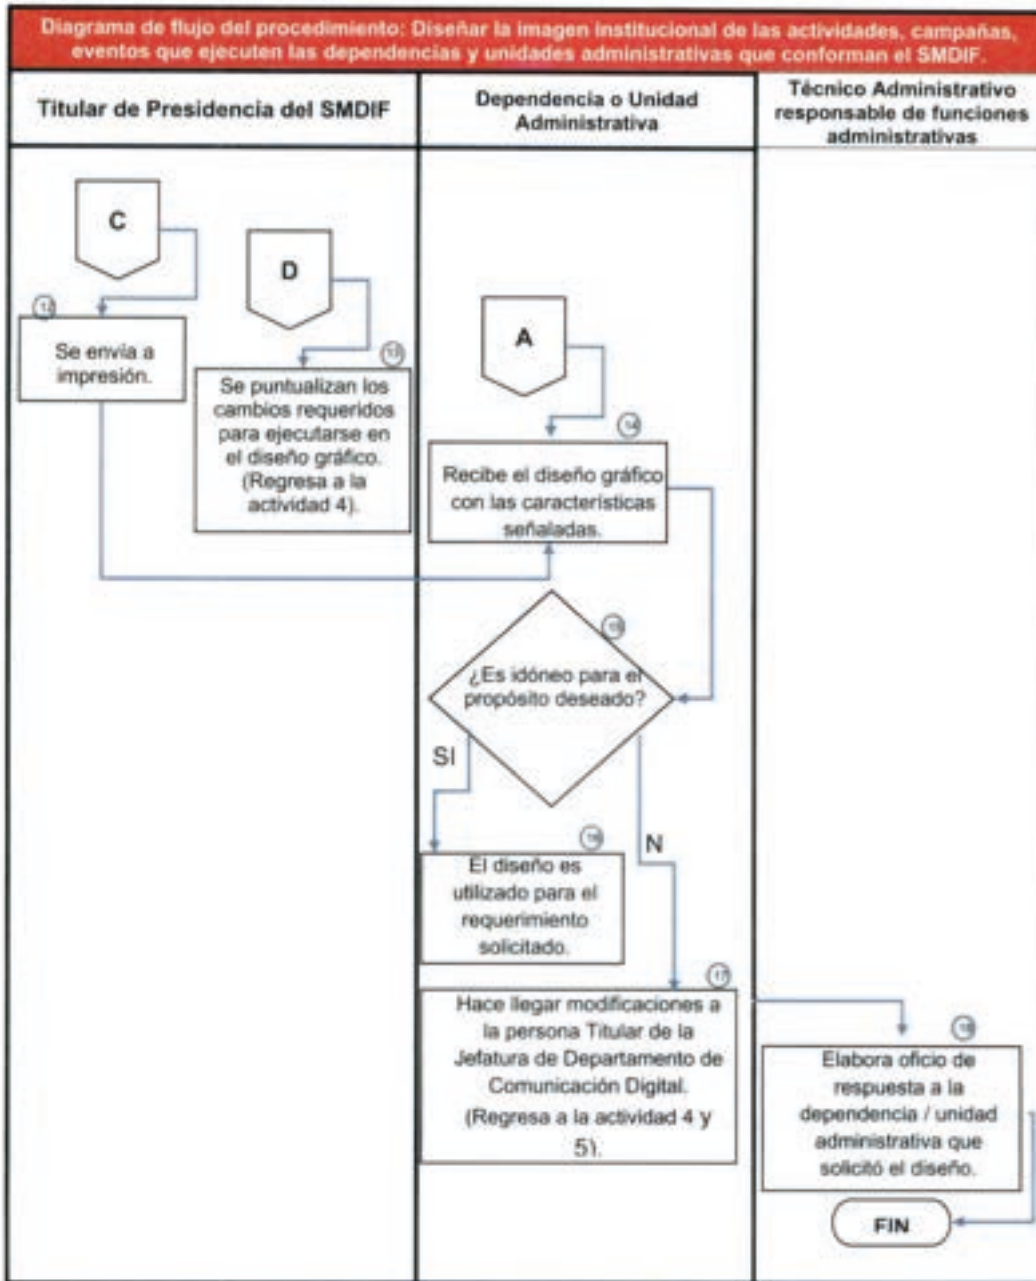 Diagrama de flujo del procedimiento: Diseñar la imagen institucional de las actividades, campañas,
eventos que ejecuten las dependencias y unidades administrativas que conforman el SMDIF.
Titular de Presidencia del SMDIF
Dependencia o Unidad
Administrativa
Técnico Administrativo
responsable de funciones
administrativas
C
D
12
Se envía a
impresión.
13
Se puntualizan los
cambios requeridos
para ejecutarse en
el diseño gráfico.
(Regresa a la
actividad 4).
A
14
Recibe el diseño gráfico
con las características
señaladas.
15
¿Es idóneo para el
propósito deseado?
SI
N
16
El diseño es
utilizado para el
requerimiento
solicitado.
17
Hace llegar modificaciones a
la persona Titular de la
Jefatura de Departamento de
Comunicación Digital.
(Regresa a la actividad 4 y
5).
18
Elabora oficio de
respuesta a la
dependencia / unidad
administrativa que
solicitó el diseño.
FIN